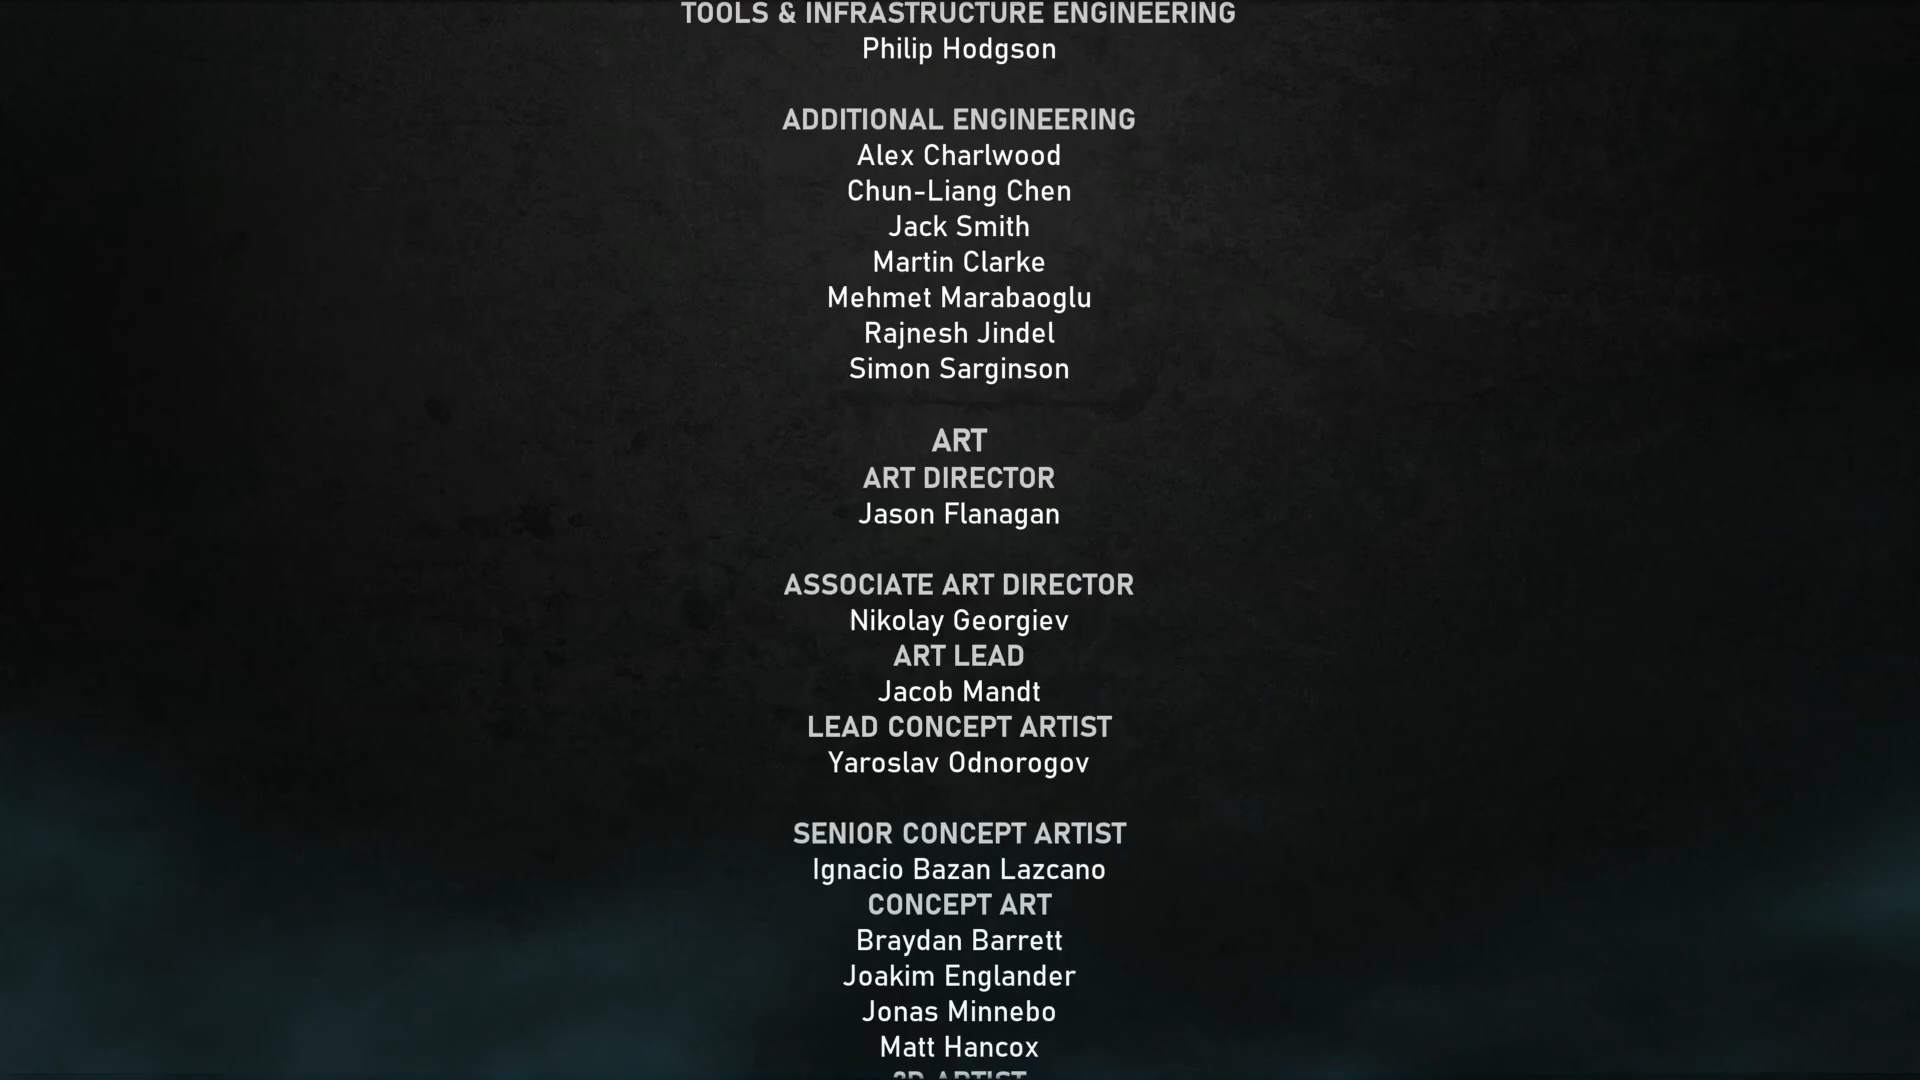 TOOLS & INFRASTRUCTURE ENGINEERING
Philip Hodgson
ADDITIONAL ENGINEERING
Alex Charlwood
Chun-Liang Chen
Jack Smith
Martin Clarke
Mehmet Marabaoglu
Rajnesh Jindel
Simon Sarginson
ART
ART DIRECTOR
Jason Flanagan
ASSOCIATE ART DIRECTOR
Nikolay Georgiev
ART LEAD
Jacob Mandt
LEAD CONCEPT ARTIST
Yaroslav Odnorogov
SENIOR CONCEPT ARTIST
Ignacio Bazan Lazcano
CONCEPT ART
Braydan Barrett
Joakim Englander
Jonas Minnebo
Matt Hancox
ARTIST